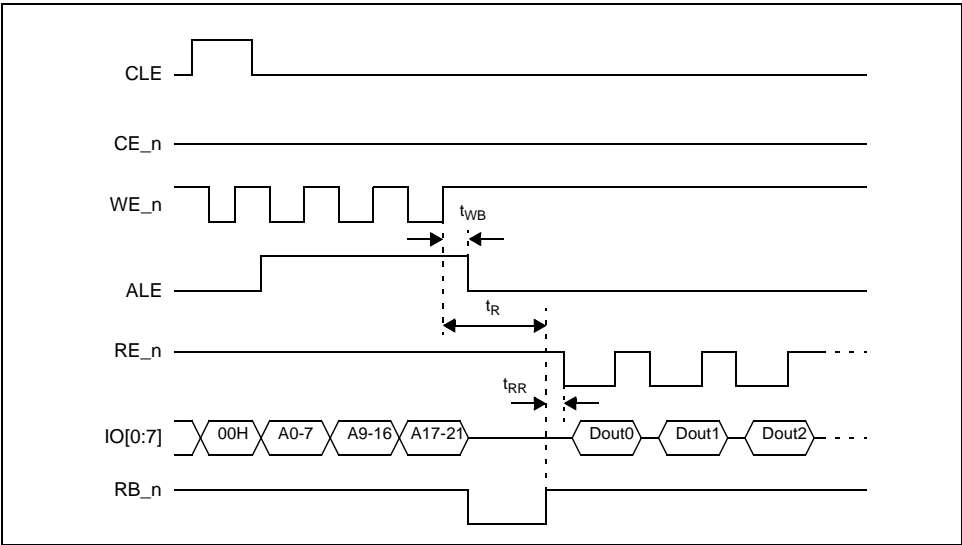 CLE
CE_n
WE_n
tWB
ALE
tR
RE_n
tRR
IO[0:7] 00H A0-7 A9-16 A17-21 Dout0 Dout1 Dout2
RB_n